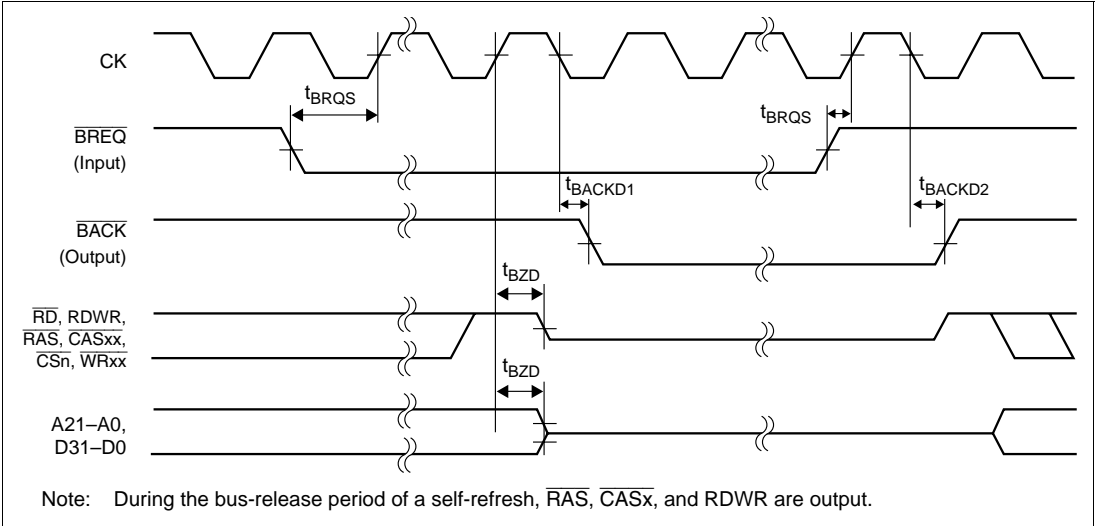 CK
tBRQS
tBRQS
BREQ
(Input)
tBACKD1
tBACKD2
BACK
(Output)
tBZD
RD, RDWR,
RAS, CASxx,
CSn, WRxx
tBZD
A21–A0,
D31–D0
Note: During the bus-release period of a self-refresh, RAS, CASx, and RDWR are output.